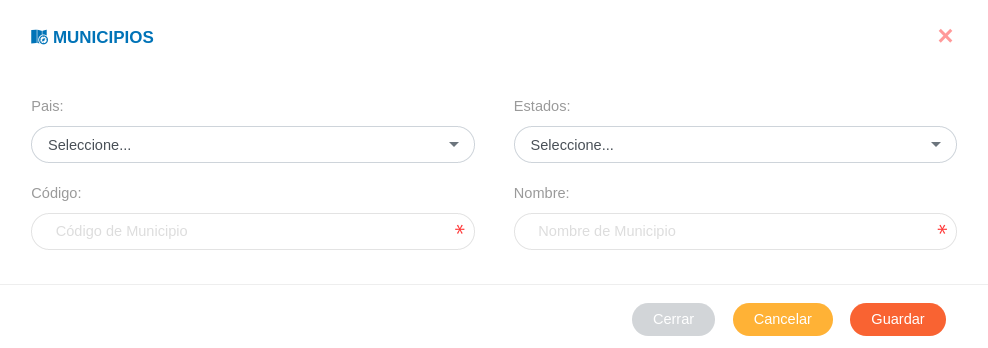 MUNICIPIOS
Pais:
Estados:
Seleccione...
Seleccione...
Código:
Nombre:
Código de Municipio
Nombre de Municipio
Cerrar
Cancelar
Guardar